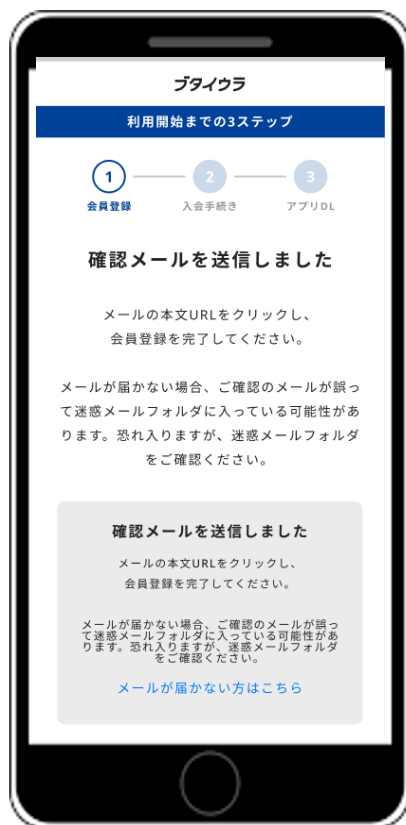 ブタイウラ
利用開始までの3ステップ
1
2
3
会員登録
入会手続き
アプリDL
確認メールを送信しました
メールの本文URLをクリックし、
会員登録を完了してください。
メールが届かない場合、ご確認のメールが誤っ
て迷惑メールフォルダに入っている可能性があ
ります。恐れ入りますが、迷惑メールフォルダ
をご確認ください。
確認メールを送信しました
メールの本文URLをクリックし、
会員登録を完了してください。
メールが届かない場合、ご確認のメールが誤っ
て迷惑メールフォルダに入っている可能性があ
ります。恐れ入りますが、迷惑メールフォルダ
をご確認ください。
メールが届かない方はこちら